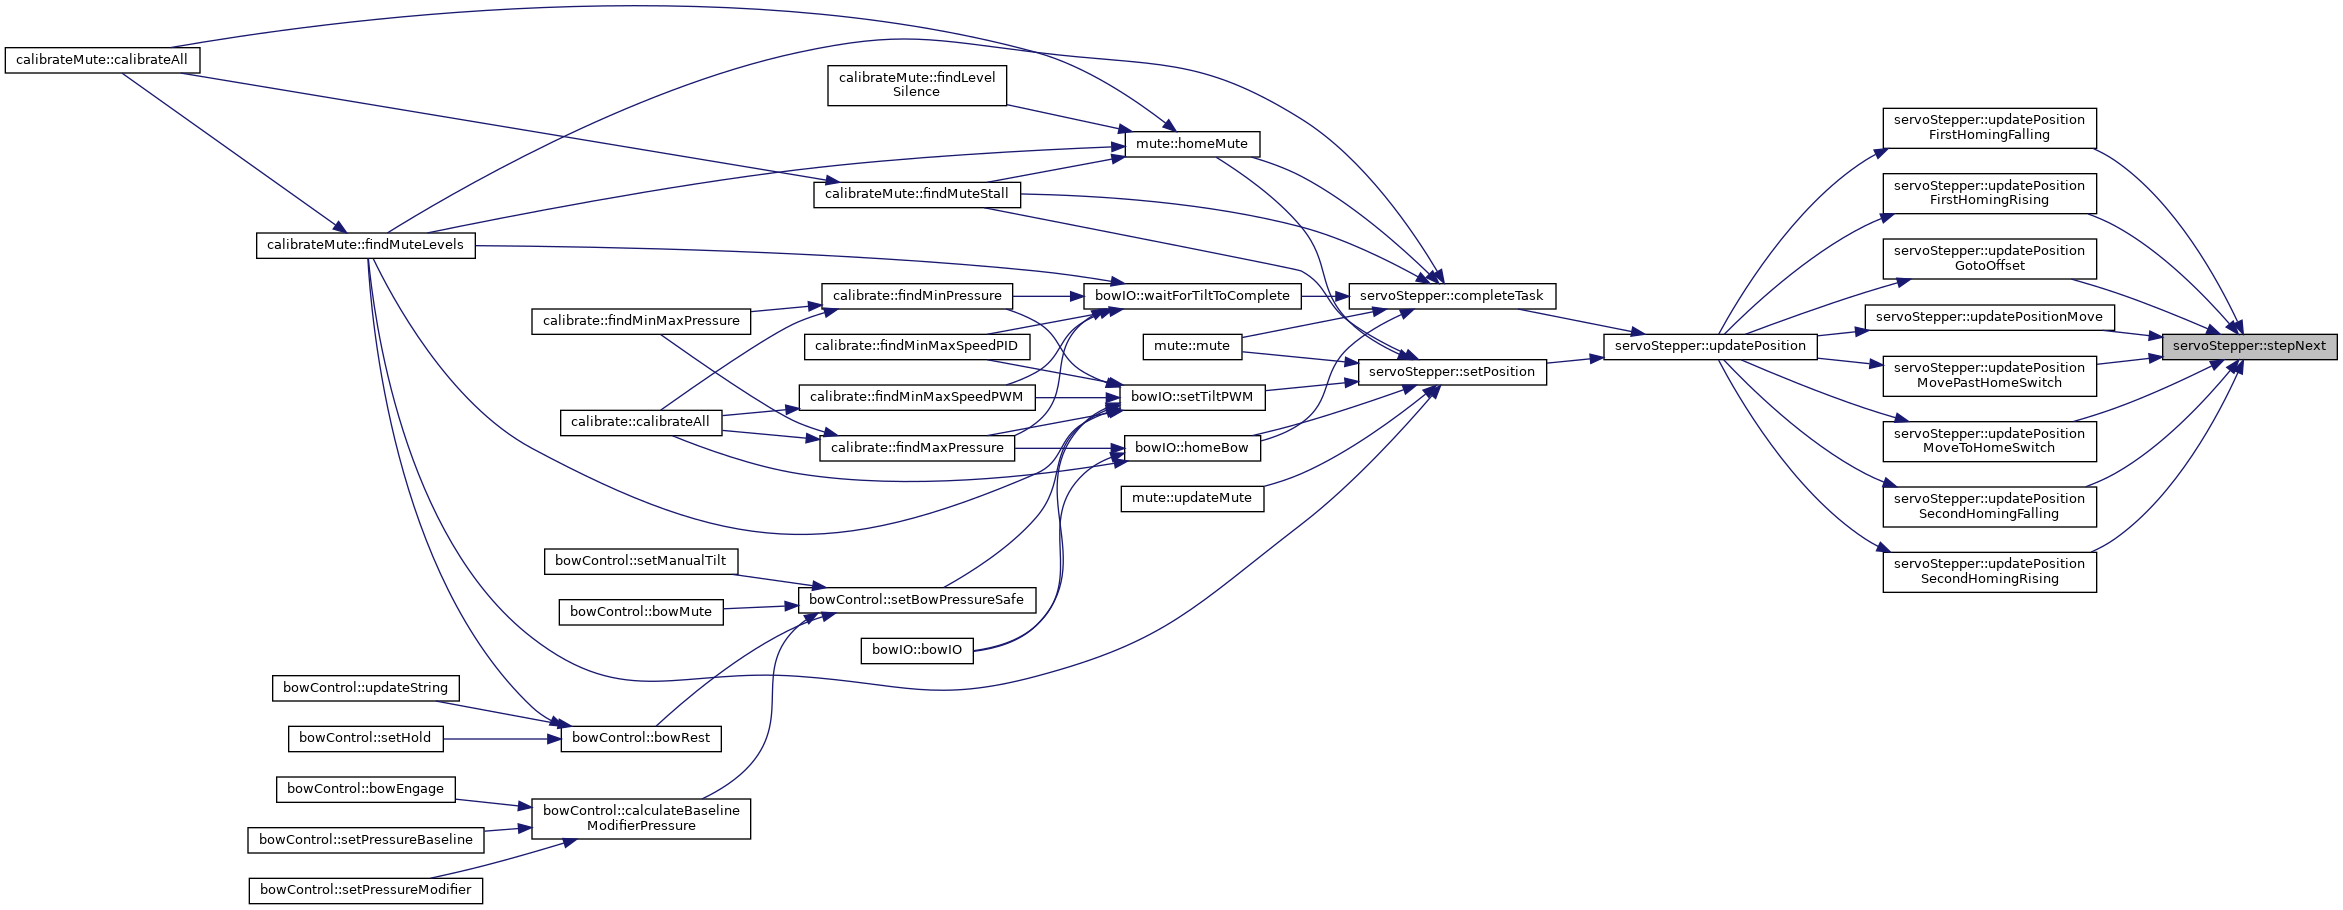 calibrateMute::calibrateAll
calibrateMute::findLevel
Silence
mute::homeMute
calibrateMute::findMuteStall
calibrateMute::findMuteLevels
calibrate::findMinPressure
bowIO::waitForTiltToComplete
servoStepper::completeTask
calibrate::findMinMaxPressure
calibrate::findMinMaxSpeedPID
mute::mute
servoStepper::setPosition
calibrate::findMinMaxSpeedPWM
bowIO::setTiltPWM
calibrate::calibrateAll
calibrate::findMaxPressure
bowIO::homeBow
mute::updateMute
bowControl::setManualTilt
bowControl::setBowPressureSafe
bowControl::bowMute
bowIO::bowIO
bowControl::updateString
bowControl::setHold
bowControl::bowRest
bowControl::bowEngage
bowControl::calculateBaseline
ModifierPressure
bowControl::setPressureBaseline
bowControl::setPressureModifier
servoStepper::updatePosition
servoStepper::updatePosition
FirstHomingFalling
servoStepper::updatePosition
FirstHomingRising
servoStepper::updatePosition
GotoOffset
servoStepper::updatePositionMove
servoStepper::updatePosition
MovePastHomeSwitch
servoStepper::updatePosition
MoveToHomeSwitch
servoStepper::updatePosition
SecondHomingFalling
servoStepper::updatePosition
SecondHomingRising
servoStepper::stepNext